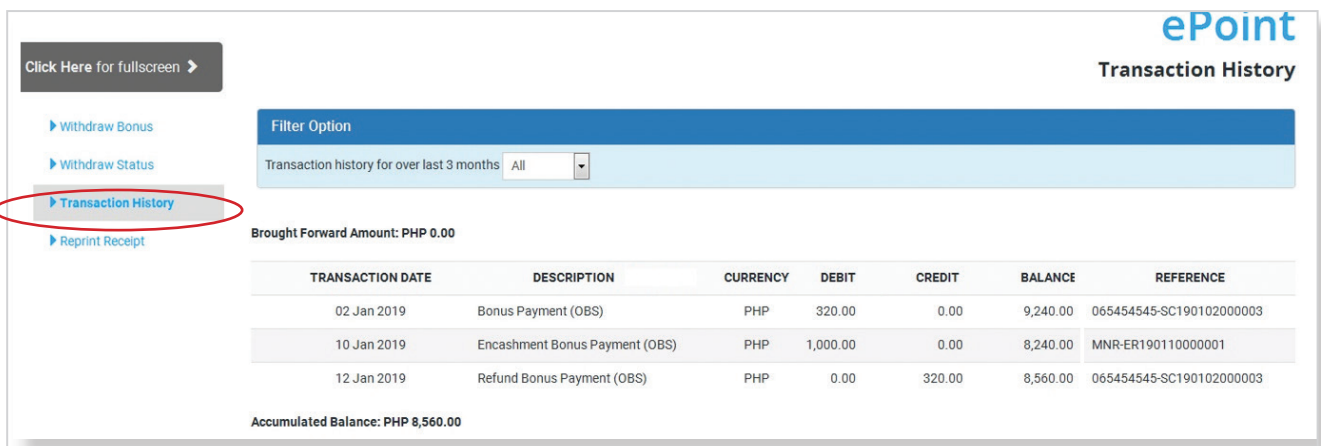 ePoint
Transaction History
Click Here for fullscreen
Withdraw Bonus
Withdraw Status
Transaction History
Reprint Receipt
Filter Option
Transaction history for over last 3 months All
Brought Forward Amount: PHP 0.00
TRANSACTION DATE DESCRIPTION CURRENCY DEBIT CREDIT BALANCE REFERENCE
02 Jan 2019 Bonus Payment (OBS) PHP 320.00 0.00 9,240.00 065454545-SC190102000003
10 Jan 2019 Encashment Bonus Payment (OBS) PHP 1,000.00 0.00 8,240.00 MNR-ER190110000001
12 Jan 2019 Refund Bonus Payment (OBS) PHP 0.00 320.00 8,560.00 065454545-SC190102000003
Accumulated Balance: PHP 8,560.00